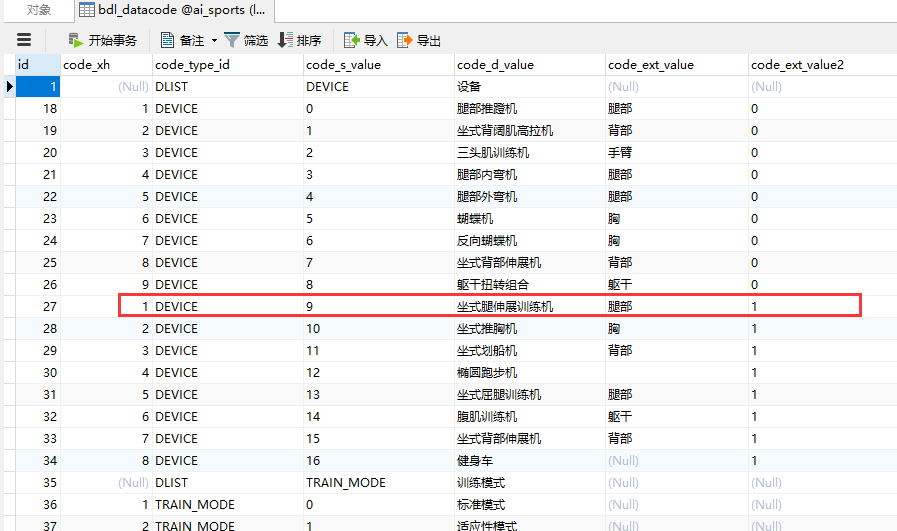 对象 bdl_datacode @ai_sports (l...
开始事务 备注 筛选 排序 导入 导出
id code_xh code_type_id code_s_value code_d_value code_ext_value code_ext_value2
1 (Null) DLIST DEVICE 设备 (Null) (Null)
18 1 DEVICE 0 腿部推蹬机 腿部 0
19 2 DEVICE 1 坐式背阔肌高拉机 背部 0
20 3 DEVICE 2 三头肌训练机 手臂 0
21 4 DEVICE 3 腿部内弯机 腿部 0
22 5 DEVICE 4 腿部外弯机 腿部 0
23 6 DEVICE 5 蝴蝶机 胸 0
24 7 DEVICE 6 反向蝴蝶机 胸 0
25 8 DEVICE 7 坐式背部伸展机 背部 0
26 9 DEVICE 8 躯干扭转组合 躯干 0
27 1 DEVICE 9 坐式腿伸展训练机 腿部 1
28 2 DEVICE 10 坐式推胸机 胸 1
29 3 DEVICE 11 坐式划船机 背部 1
30 4 DEVICE 12 椭圆跑步机 1
31 5 DEVICE 13 坐式屈腿训练机 腿部 1
32 6 DEVICE 14 腹肌训练机 躯干 1
33 7 DEVICE 15 坐式背部伸展机 背部 1
34 8 DEVICE 16 健身车 (Null) 1
35 (Null) DLIST TRAIN_MODE 训练模式 (Null) (Null)
36 1 TRAIN_MODE 0 标准模式 (Null) (Null)
37 2 TRAIN_MODE 1 适应性模式 (Null) (Null)